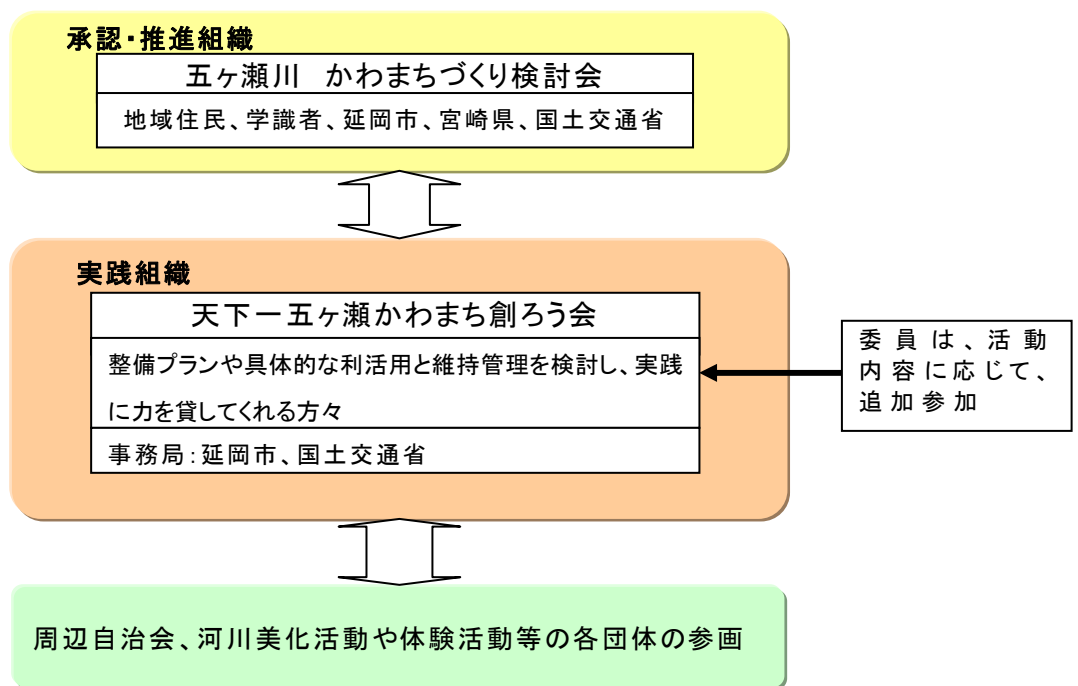 承認・推進組織
五ヶ瀬川　かわまちづくり検討会
地域住民、学識者、延岡市、宮崎県、国土交通省
実践組織
天下一五ヶ瀬かわまち創ろう会
整備プランや具体的な利活用と維持管理を検討し、実践
に力を貸してくれる方々
事務局：延岡市、国土交通省
委員は、活動
内容に応じて、
追加参加
周辺自治会、河川美化活動や体験活動等の各団体の参画